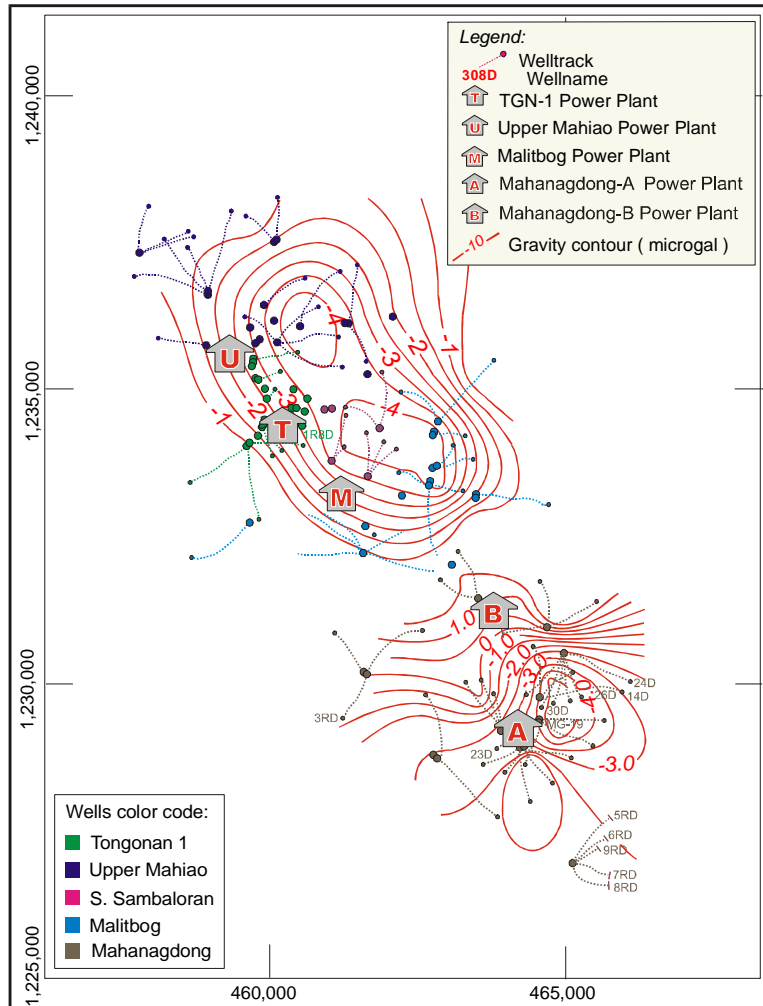 Legend:
Welltrack
308D
Wellname
T TGN-1 Power Plant
U Upper Mahiao Power Plant
M Malitbog Power Plant
A Mahanagdong-A Power Plant
B Mahanagdong-B Power Plant
-10 Gravity contour ( microgal )
1,240,000
1,235,000
1,230,000
1,225,000
-4
-3
-2
-1
U
-1
-2
-3
T
-4
1R8D
M
B
1.0
0
-1.0
-2.0
-3.0
-4.0
24D
26D
14D
30D
MG-19
3RD
A
23D
-3.0
5RD
6RD
9RD
7RD
8RD
Wells color code:
Tongonan 1
Upper Mahiao
S. Sambaloran
Malitbog
Mahanagdong
460,000
465,000